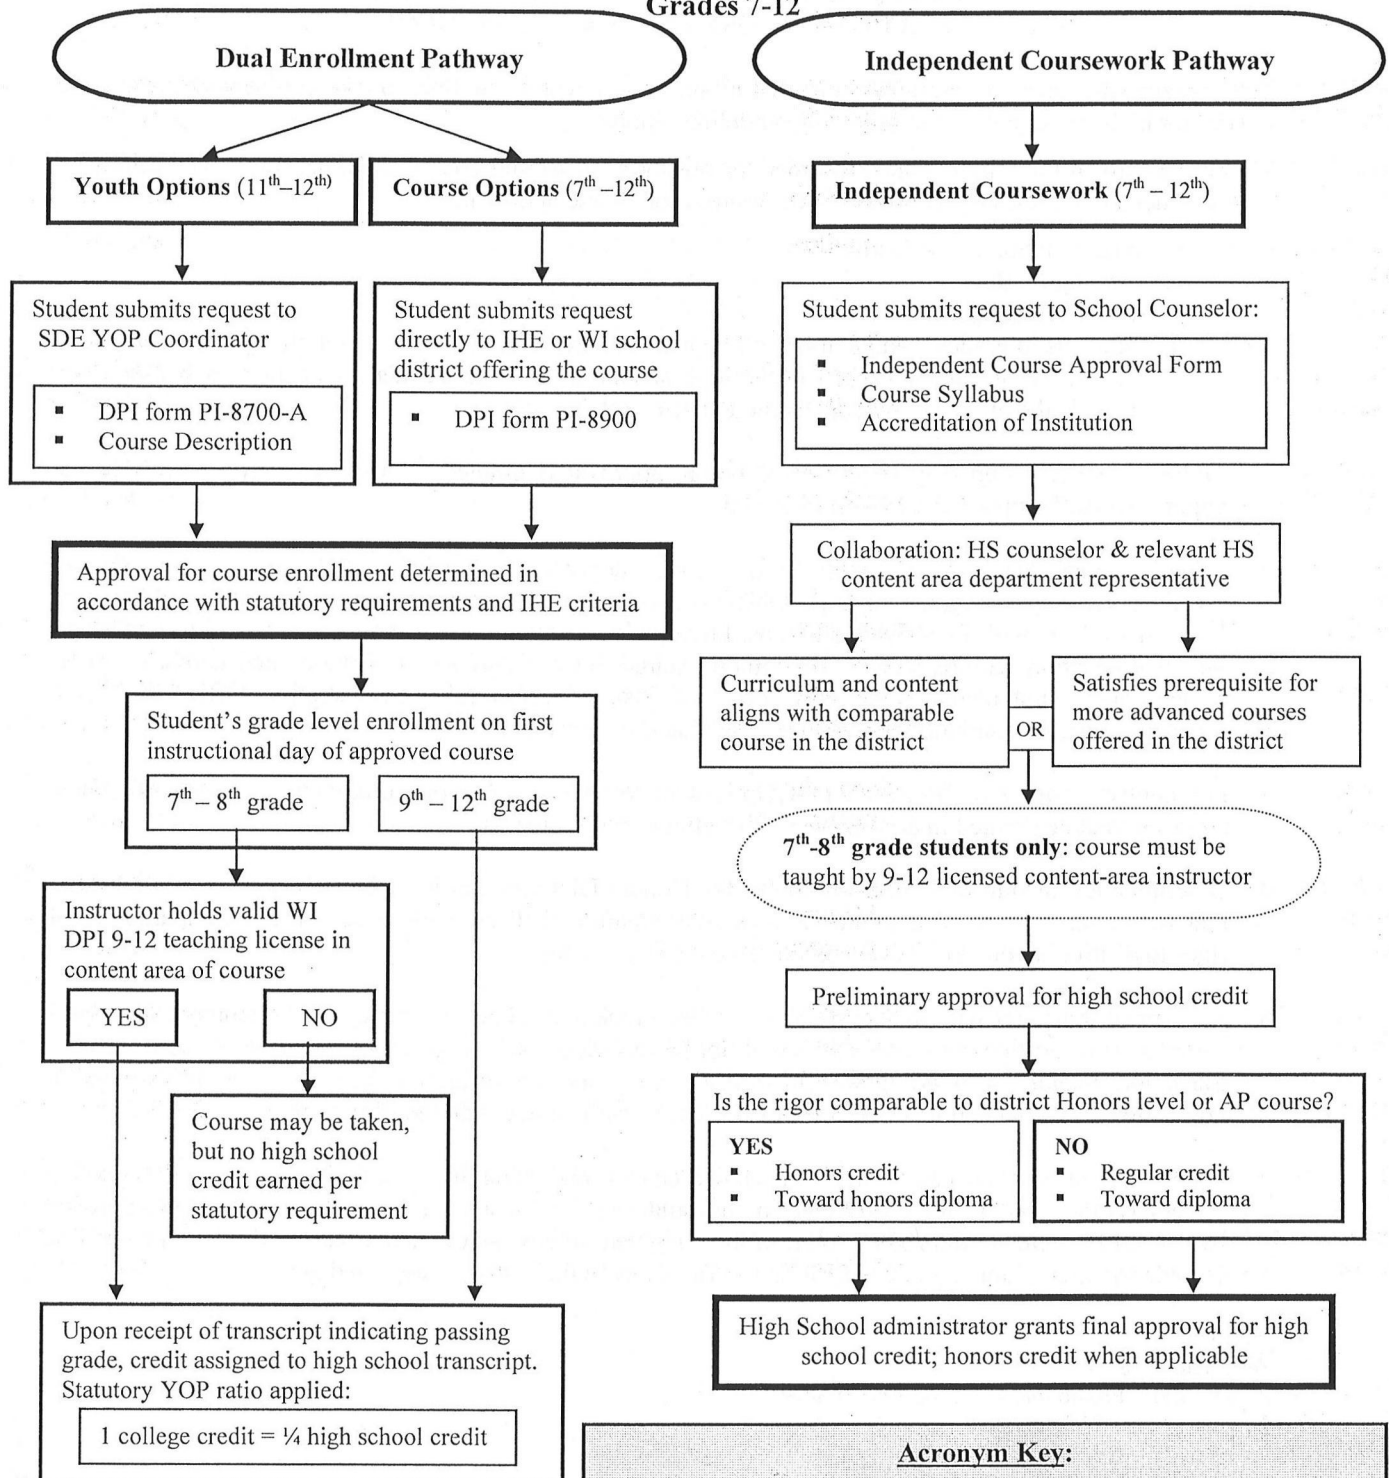 Grades 7-12
Dual Enrollment Pathway
Youth Options (11th–12th)
Course Options (7th –12th)
Student submits request to
SDE YOP Coordinator
▪ DPI form PI-8700-A
▪ Course Description
Student submits request
directly to IHE or WI school
district offering the course
▪ DPI form PI-8900
Approval for course enrollment determined in
accordance with statutory requirements and IHE criteria
Student’s grade level enrollment on first
instructional day of approved course
7th – 8th grade
9th – 12th grade
Instructor holds valid WI
DPI 9-12 teaching license in
content area of course
YES
NO
Course may be taken,
but no high school
credit earned per
statutory requirement
Upon receipt of transcript indicating passing
grade, credit assigned to high school transcript.
Statutory YOP ratio applied:
1 college credit = ¼ high school credit
Independent Coursework Pathway
Independent Coursework (7th – 12th)
Student submits request to School Counselor:
▪ Independent Course Approval Form
▪ Course Syllabus
▪ Accreditation of Institution
Collaboration: HS counselor & relevant HS
content area department representative
Curriculum and content
aligns with comparable
course in the district
OR
Satisfies prerequisite for
more advanced courses
offered in the district
7th-8th grade students only: course must be
taught by 9-12 licensed content-area instructor
Preliminary approval for high school credit
Is the rigor comparable to district Honors level or AP course?
YES
▪ Honors credit
▪ Toward honors diploma
NO
▪ Regular credit
▪ Toward diploma
High School administrator grants final approval for high
school credit; honors credit when applicable
Acronym Key: